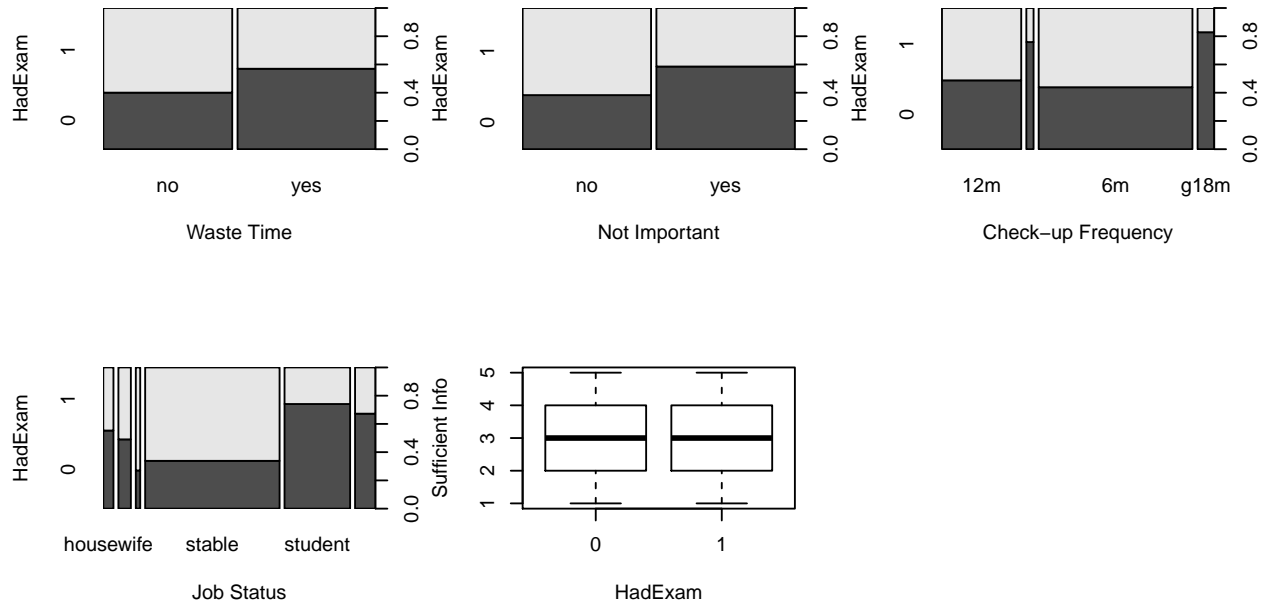 HadExam
0 1
0.0 0.4 0.8
no yes
Waste Time
HadExam
0 1
0.0 0.4 0.8
no yes
Not Important
HadExam
0 1
0.0 0.4 0.8
12m 6m g18m
Check−up Frequency
HadExam
0 1
0.0 0.4 0.8
housewife stable student
Job Status
Sufficient Info
1 2 3 4 5
0 1
HadExam